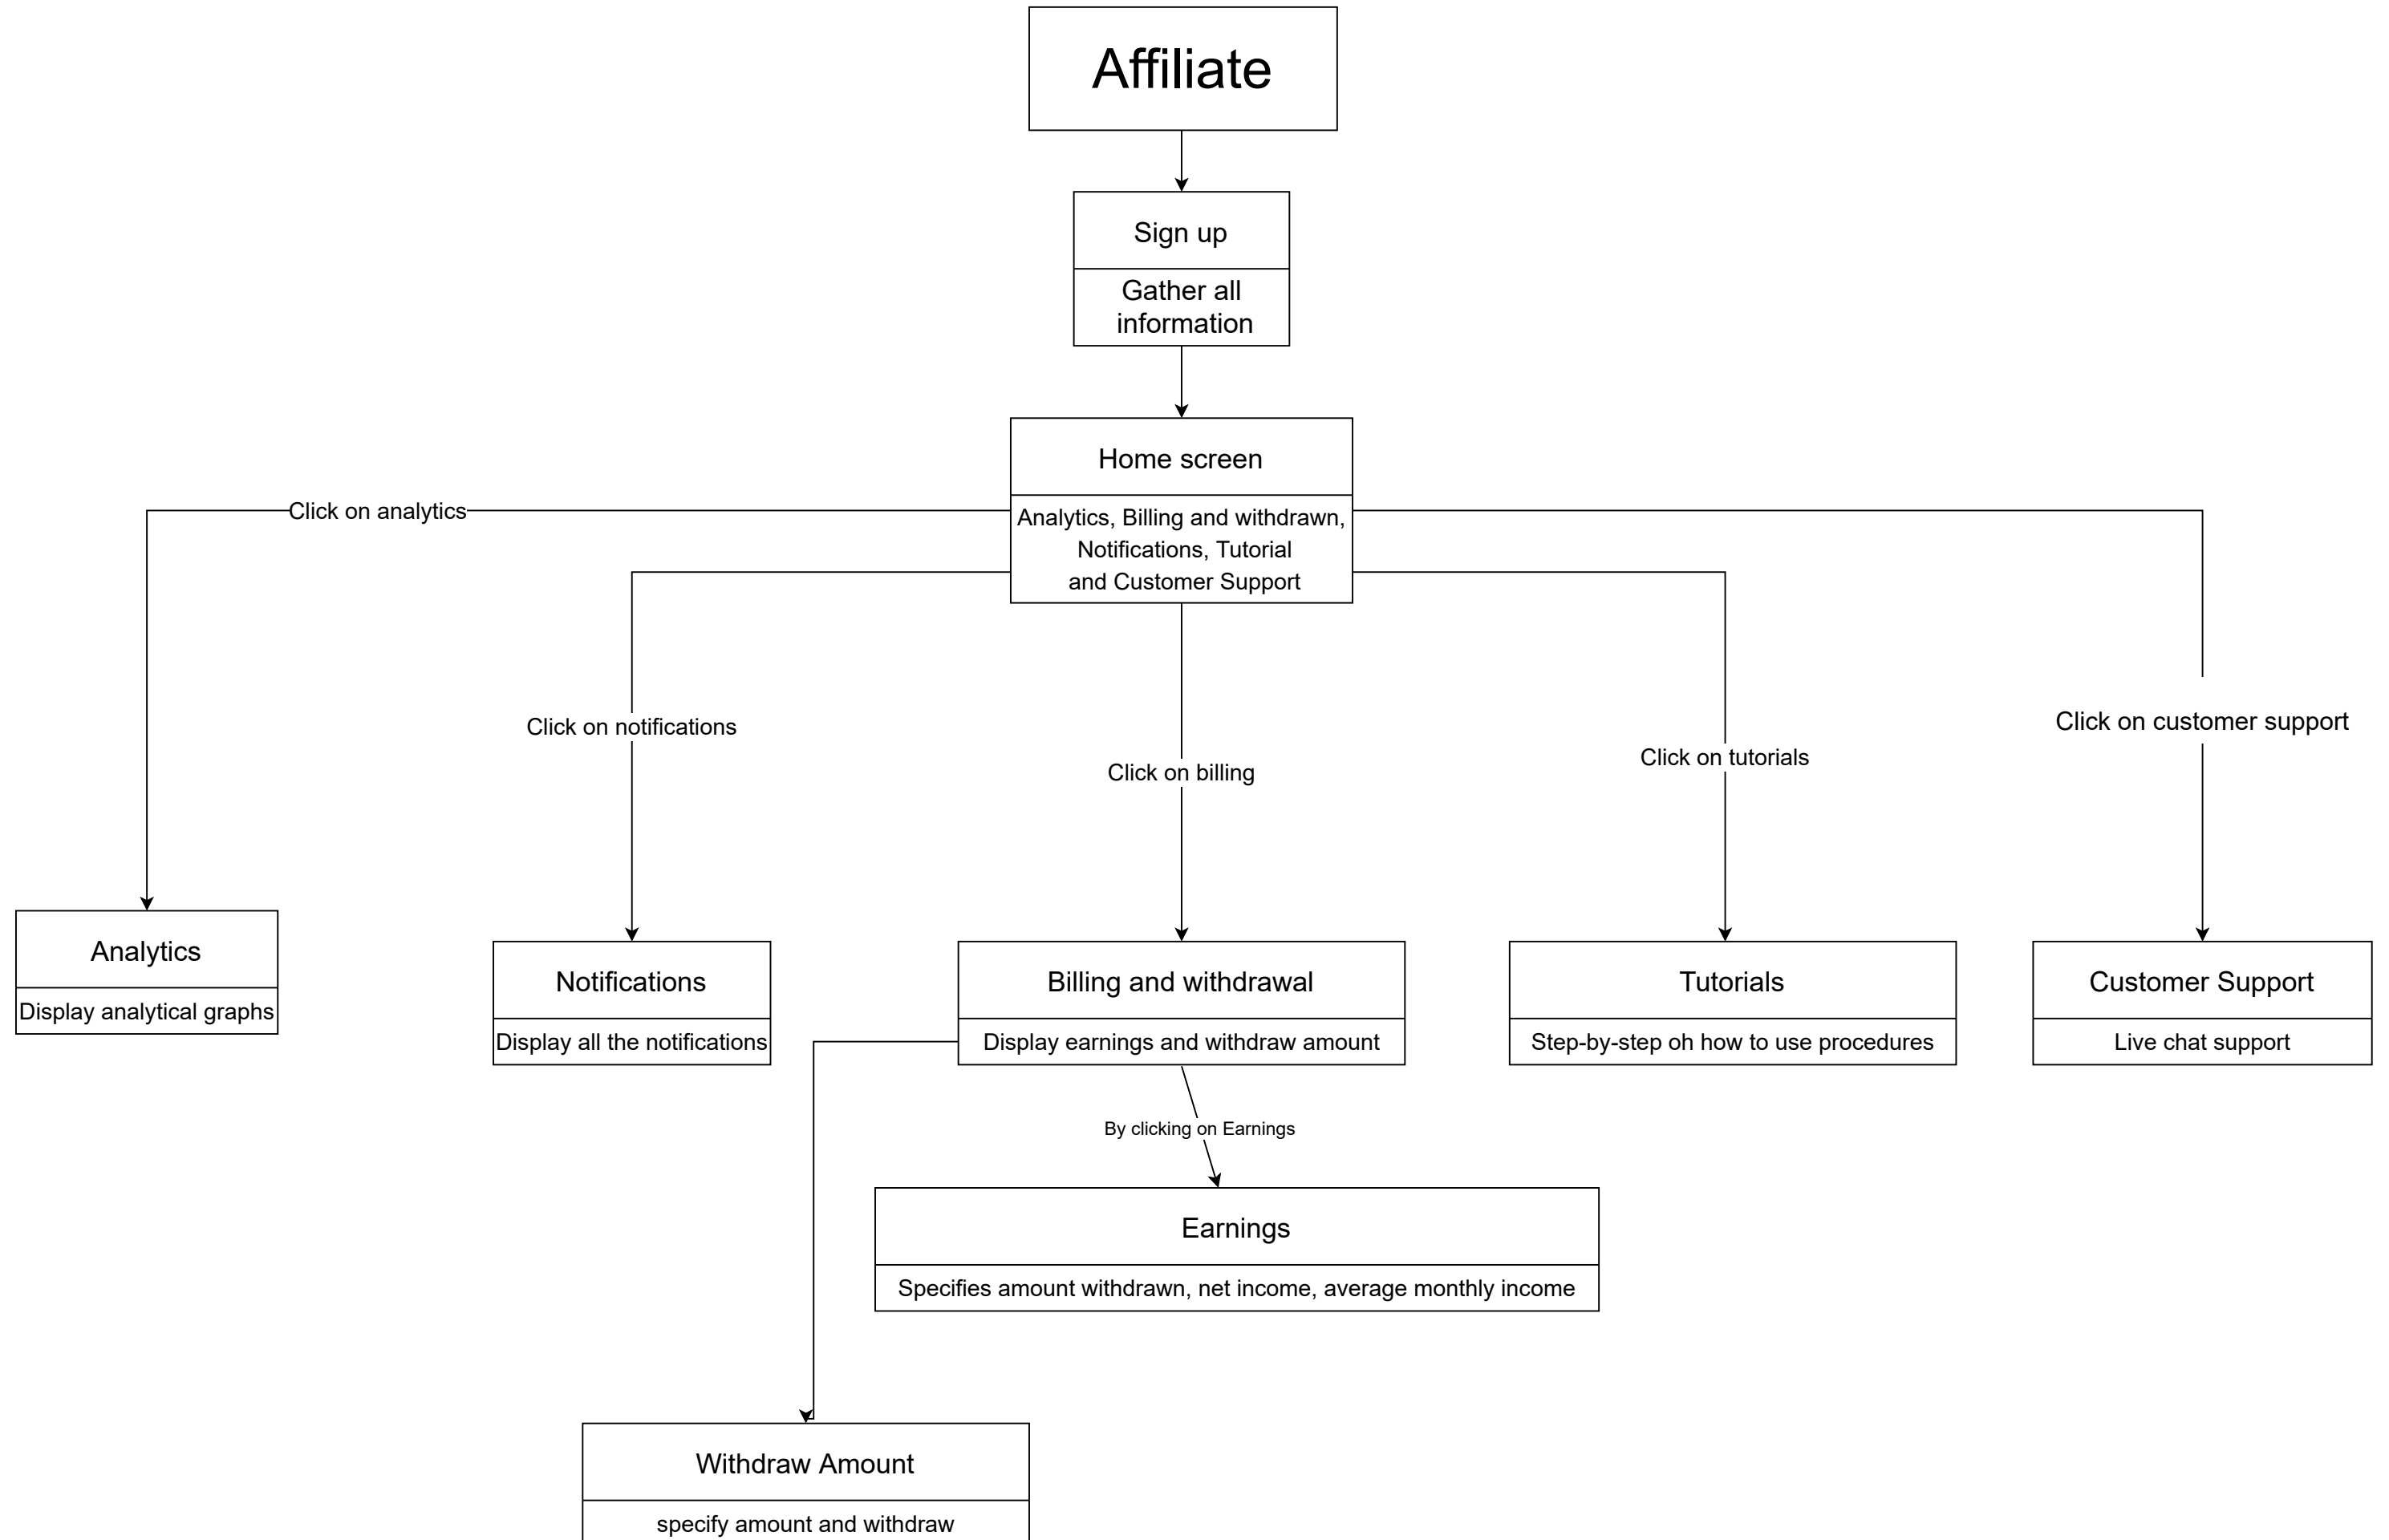 Affiliate
Sign up
Gather all
information
Home screen
Analytics, Billing and withdrawn,
Notifications, Tutorial
and Customer Support
Click on analytics
Click on notifications
Click on billing
Click on tutorials
Click on customer support
Analytics
Display analytical graphs
Notifications
Display all the notifications
Billing and withdrawal
Display earnings and withdraw amount
Tutorials
Step-by-step oh how to use procedures
Customer Support
Live chat support
By clicking on Earnings
Earnings
Specifies amount withdrawn, net income, average monthly income
Withdraw Amount
specify amount and withdraw